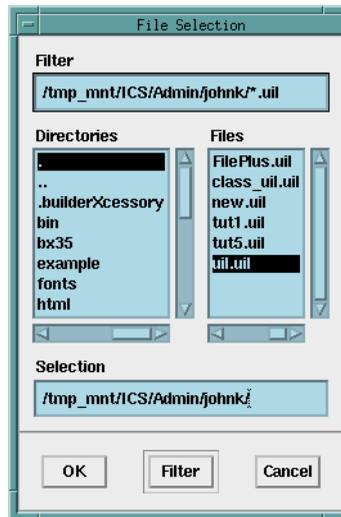 File Selection
Filter
/tmp_mnt/ICS/Admin/johnk/*.uil
Directories
Files
.
..
.builderXcessory
bin
bx35
example
fonts
html
FilePlus.uil
class_uil.uil
new.uil
tut1.uil
tut5.uil
uil.uil
Selection
/tmp_mnt/ICS/Admin/johnk/
OK
Filter
Cancel